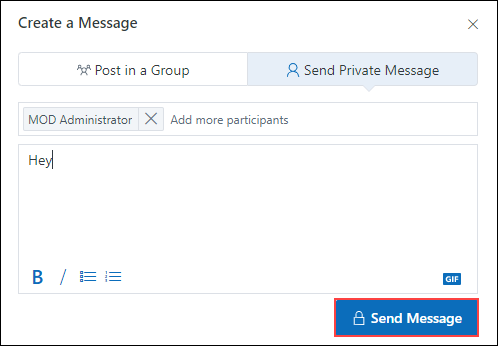 Create a Message
Post in a Group
Send Private Message
MOD Administrator Add more participants
Hey
B I
GIF
Send Message